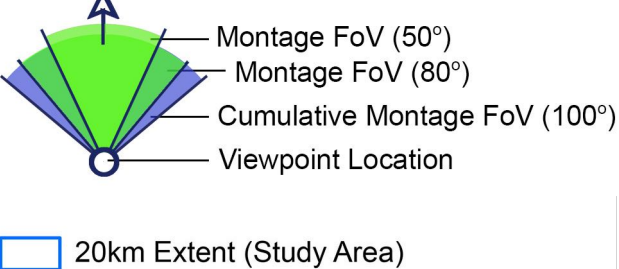 Montage FoV (50°)
Montage FoV (80°)
Cumulative Montage FoV (100°)
Viewpoint Location
20km Extent (Study Area)